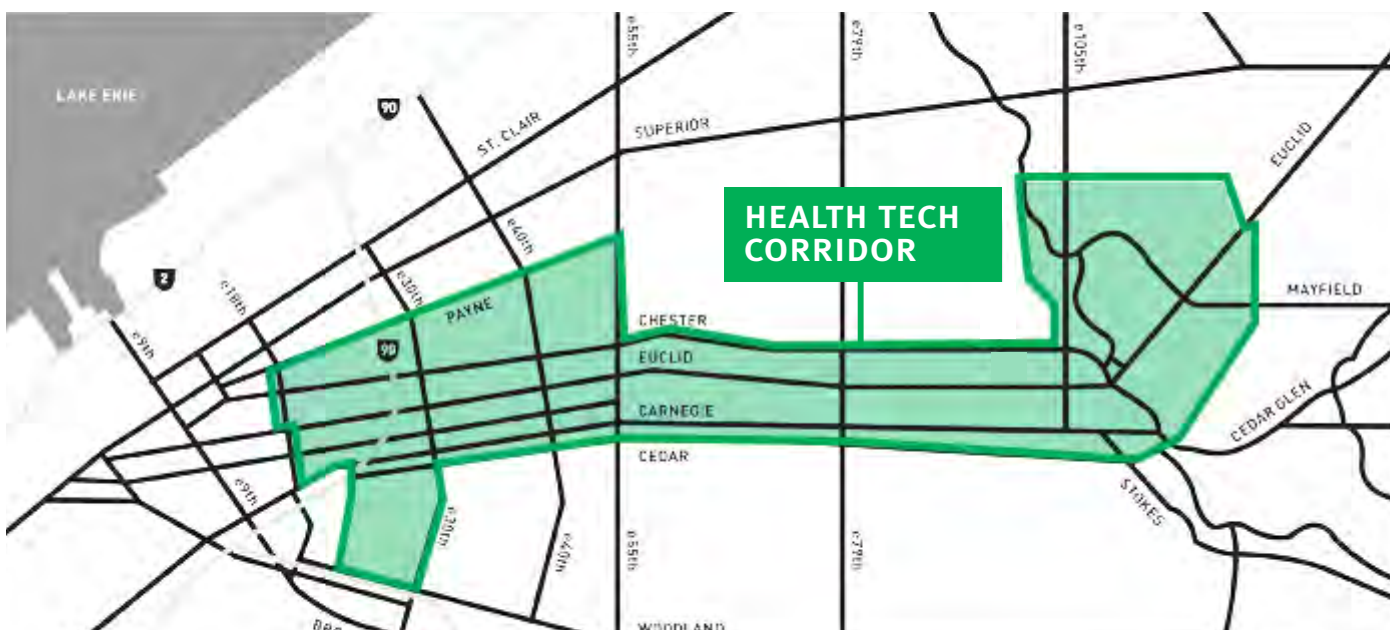 LAKE ERIE
90
2
ST. CLAIR
SUPERIOR
e55th
e79th
e105th
EUCLID
e18th
e9th
e30th
e40th
PAYNE
90
HEALTH TECH
CORRIDOR
CHESTER
EUCLID
CARNEGIE
CEDAR
MAYFIELD
CEDAR GLEN
STOKES
e9th
e30th
e40th
e55th
e79th
WOODLAND